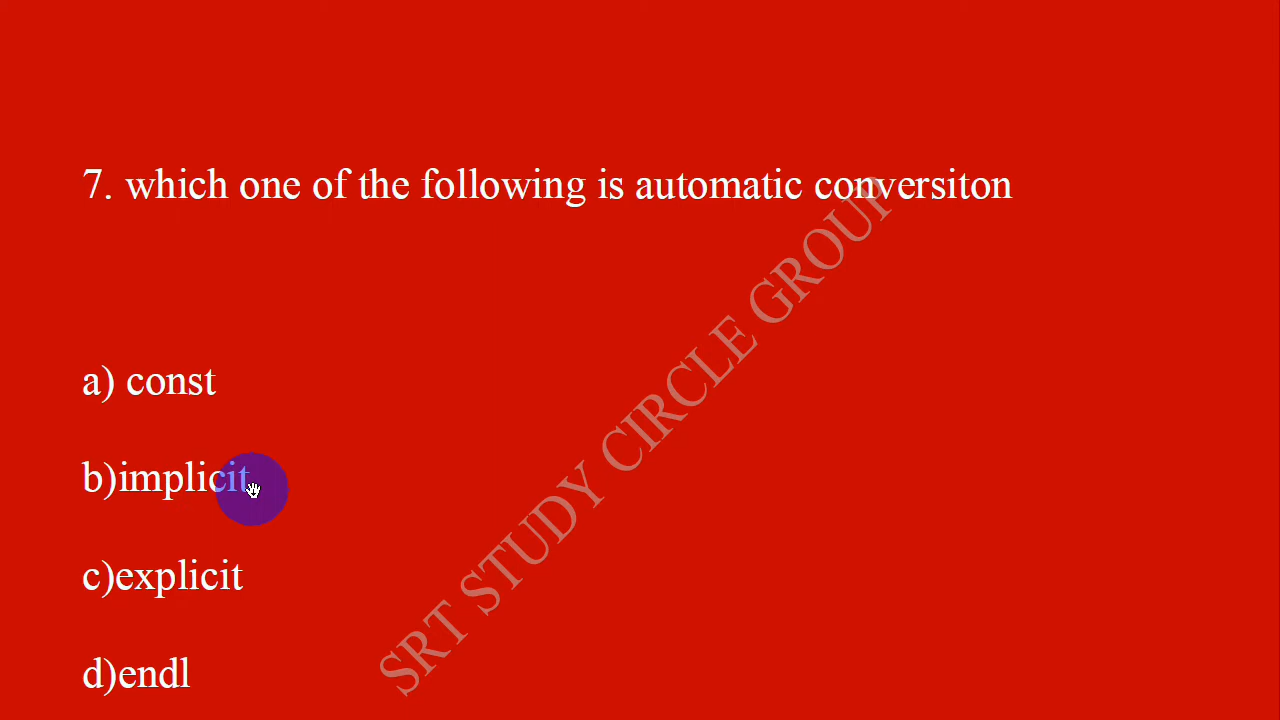 7. which one of the following is automatic conversiton
a) const
b)implicit
c)explicit
d)endl
SRT STUDY CIRCLE GROUP